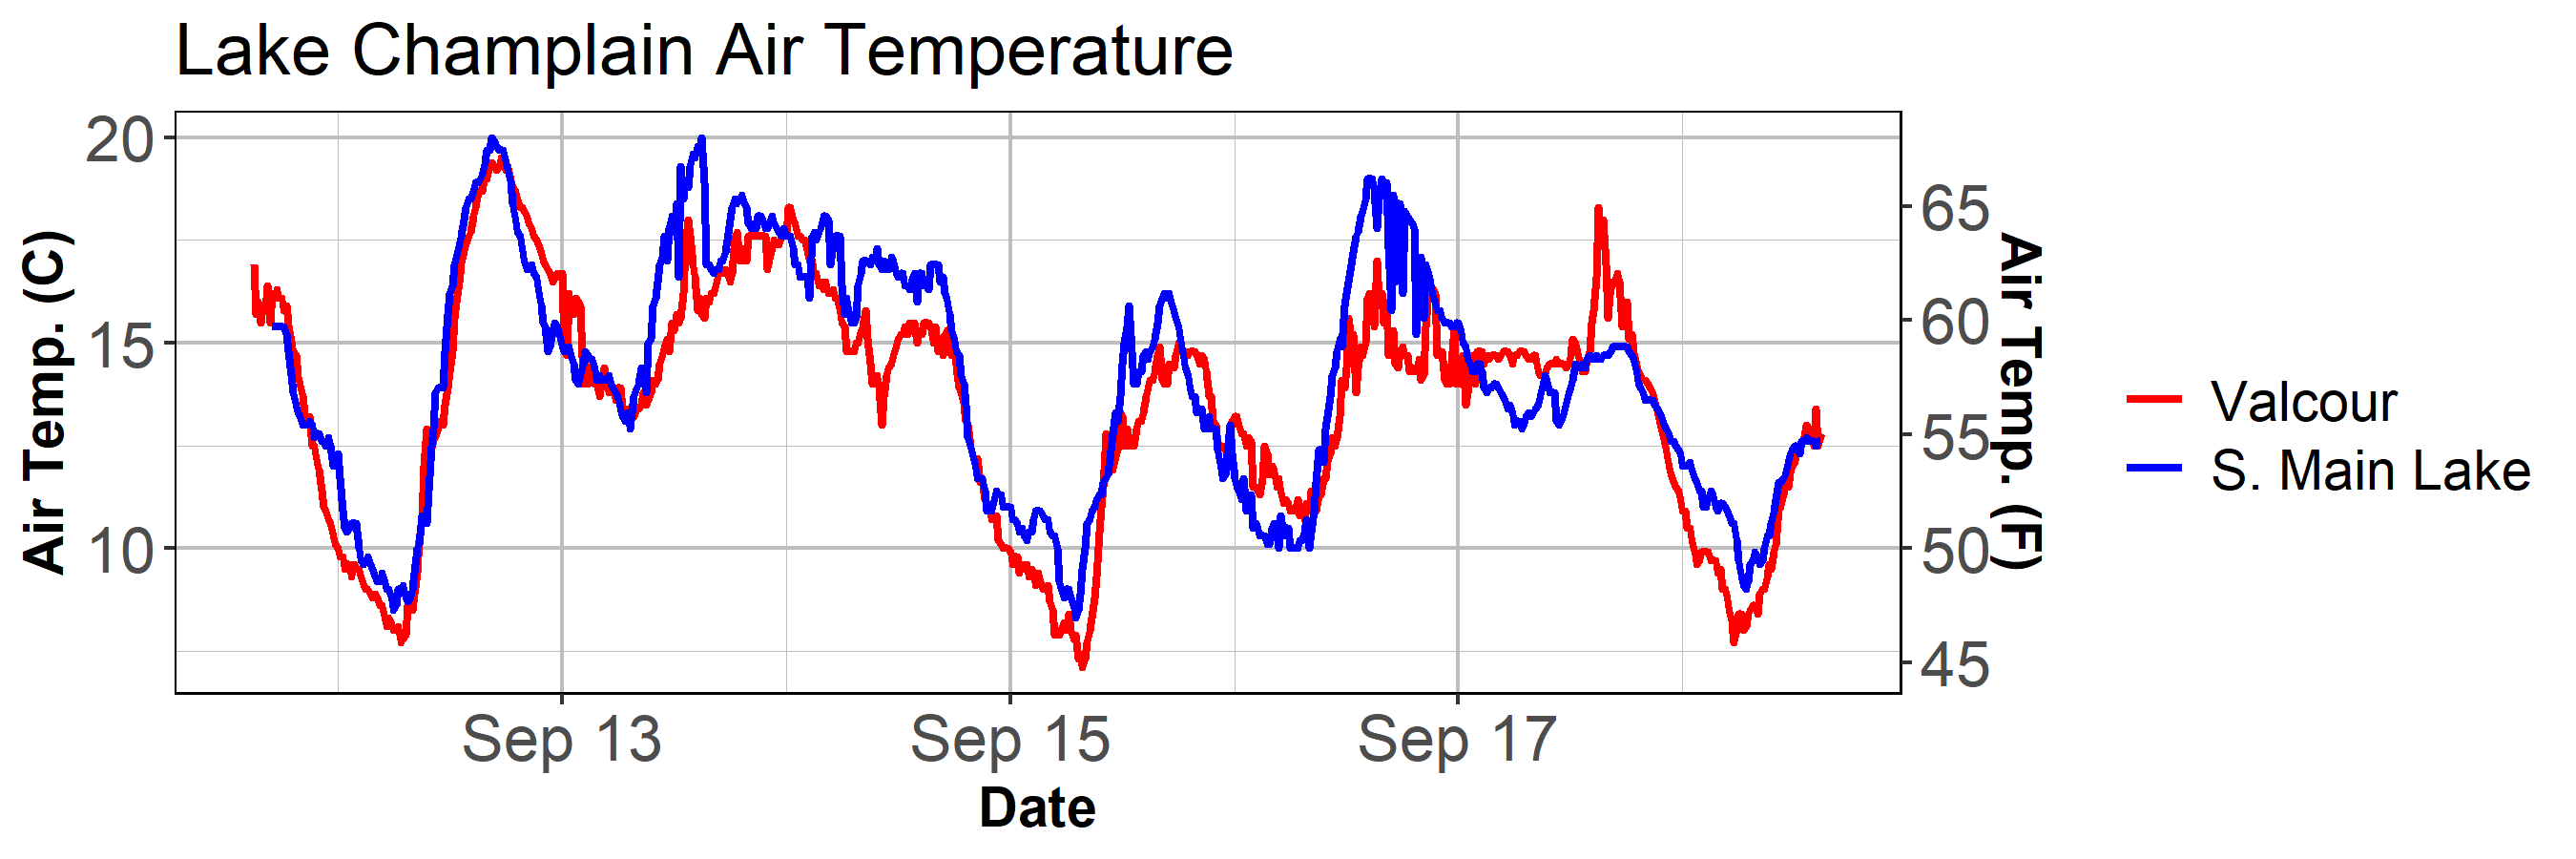 Lake Champlain Air Temperature
Air Temp. (C)
20
15
10
65
60
55
50
45
Air Temp. (F)
Sep 13 Sep 15 Sep 17
Date
Valcour
S. Main Lake